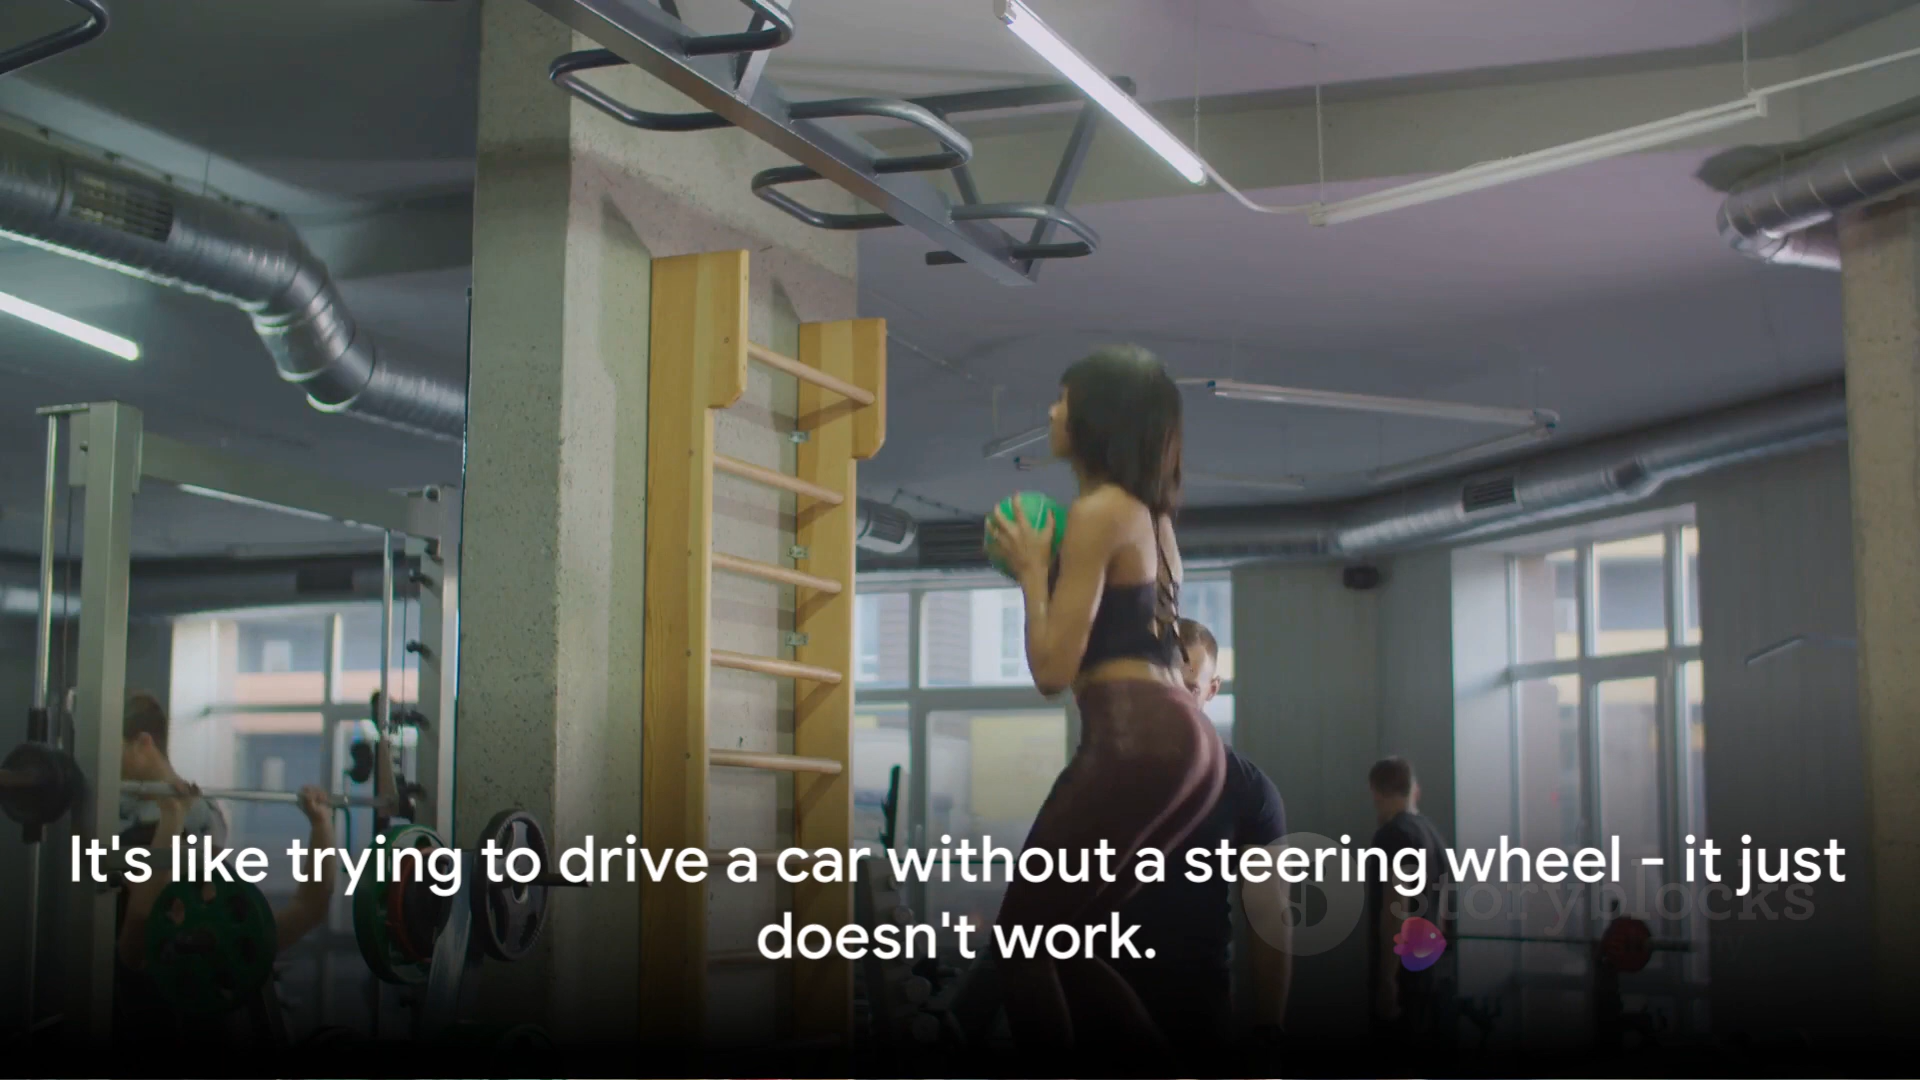 It's like trying to drive a car without a steering wheel - it just
doesn't work.
Storyblocks